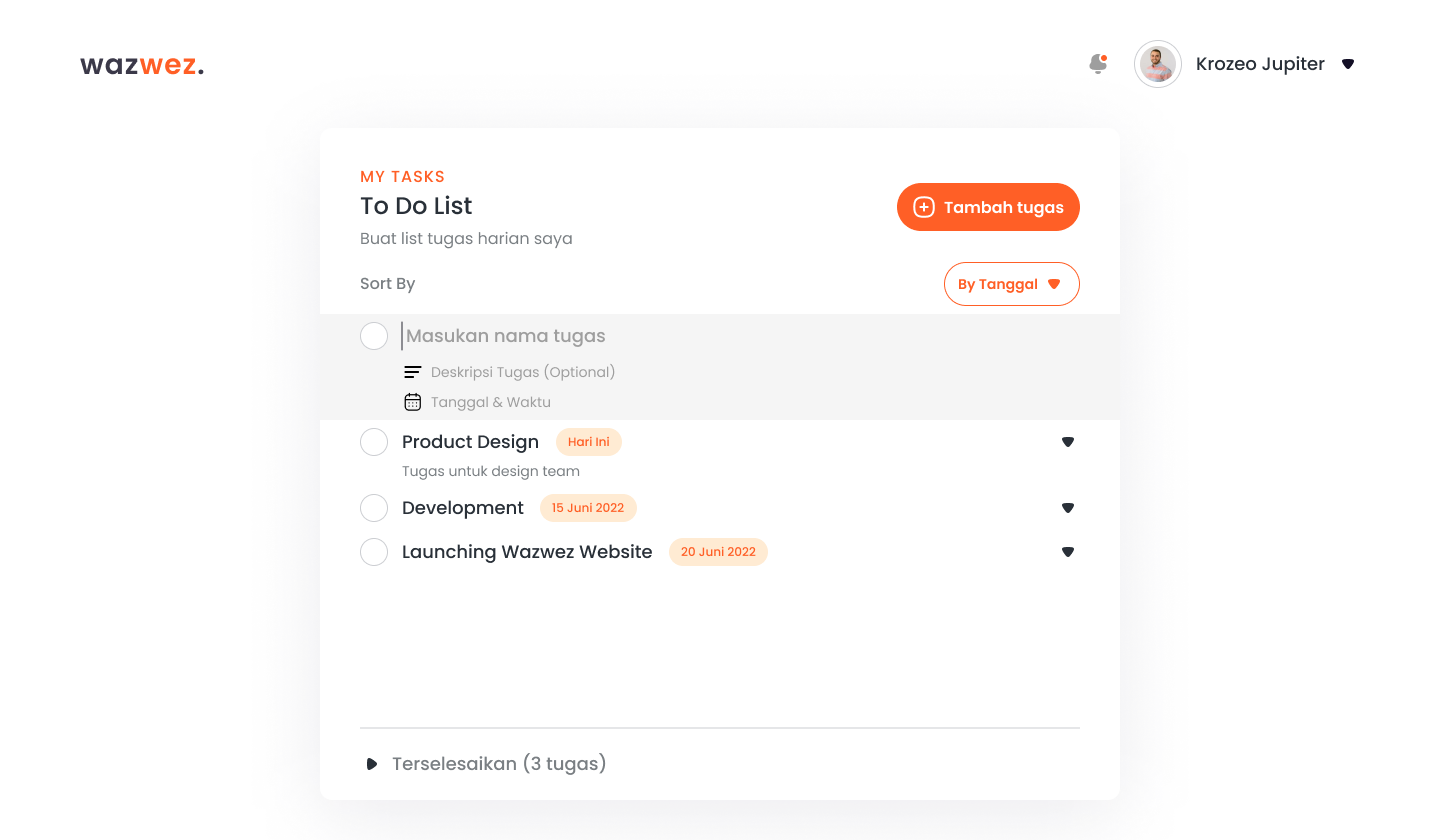 wazwez.
Krozeo Jupiter
MY TASKS
To Do List
Tambah tugas
Buat list tugas harian saya
Sort By
By Tanggal
Masukan nama tugas
Deskripsi Tugas (Optional)
Tanggal & Waktu
Product Design Hari Ini
Tugas untuk design team
Development 15 Juni 2022
Launching Wazwez Website 20 Juni 2022
Terselesaikan (3 tugas)